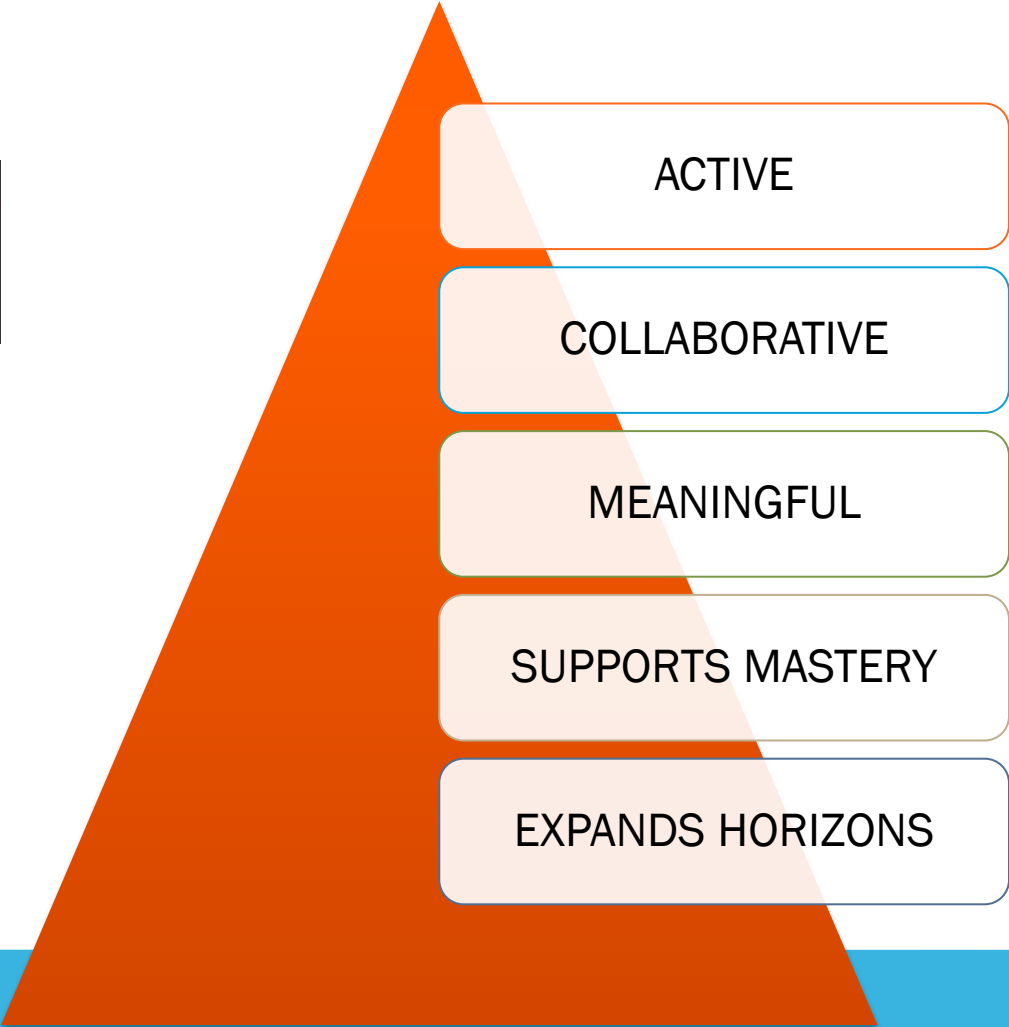 ACTIVE
COLLABORATIVE
MEANINGFUL
SUPPORTS MASTERY
EXPANDS HORIZONS